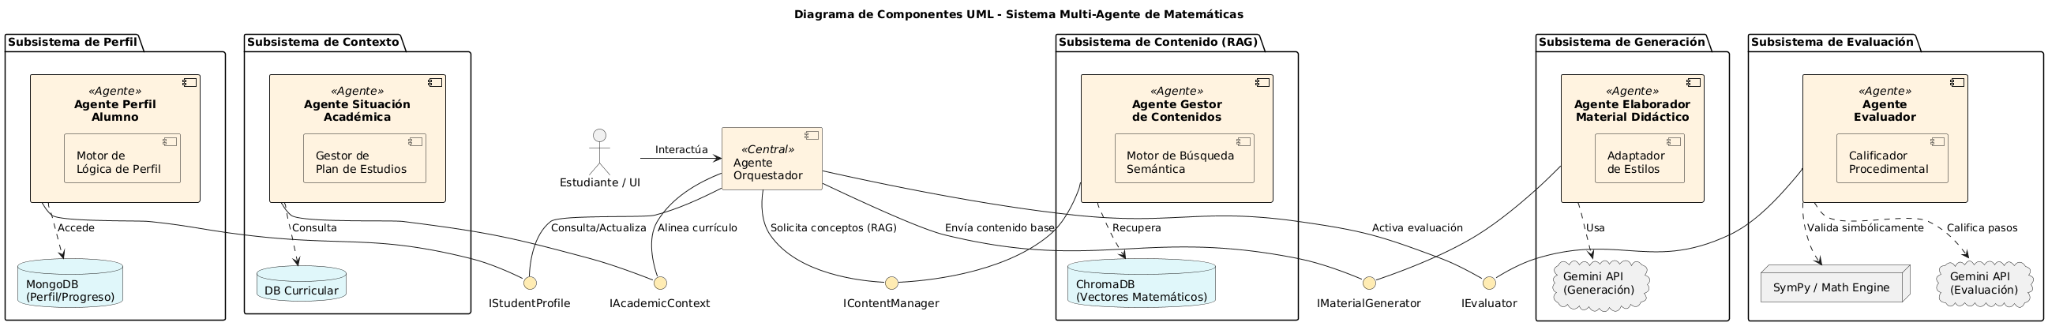 Diagrama de Componentes UML - Sistema Multi-Agente de Matemáticas
Subsistema de Perfil
«Agente»
Agente Perfil
Alumno
Motor de
Lógica de Perfil
Accede
MongoDB
(Perfil/Progreso)
Subsistema de Contexto
«Agente»
Agente Situación
Académica
Gestor de
Plan de Estudios
Consulta
DB Curricular
Estudiante / UI
Interactúa
«Central»
Agente
Orquestador
Consulta/Actualiza
Alinea currículo
Solicita conceptos (RAG)
Envía contenido base
Activa evaluación
IStudentProfile
IAcademicContext
IContentManager
IMaterialGenerator
IEvaluator
Subsistema de Contenido (RAG)
«Agente»
Agente Gestor
de Contenidos
Motor de Búsqueda
Semántica
Recupera
ChromaDB
(Vectores Matemáticos)
Subsistema de Generación
«Agente»
Agente Elaborador
Material Didáctico
Adaptador
de Estilos
Usa
Gemini API
(Generación)
Subsistema de Evaluación
«Agente»
Agente
Evaluador
Calificador
Procedimental
Valida simbólicamente
Califica pasos
SymPy / Math Engine
Gemini API
(Evaluación)